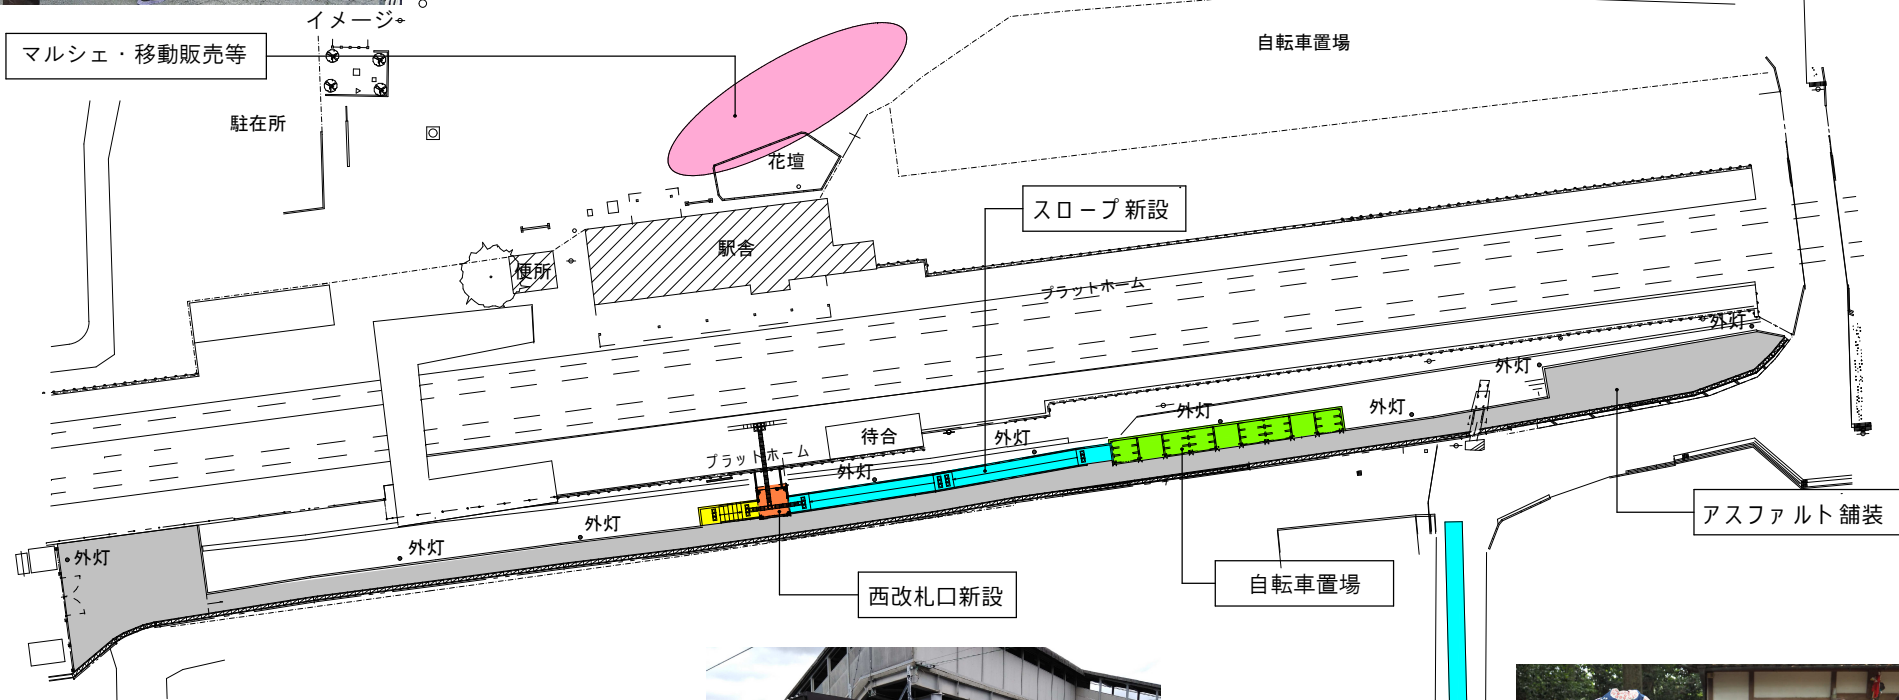 イメージ
マルシェ・移動販売等
自転車置場
駐在所
花壇
スロープ新設
駅舎
便所
プラットホーム
外灯
外灯
外灯
外灯
待合
外灯
プラットホーム
外灯
外灯
外灯
外灯
アスファルト舗装
西改札口新設
自転車置場